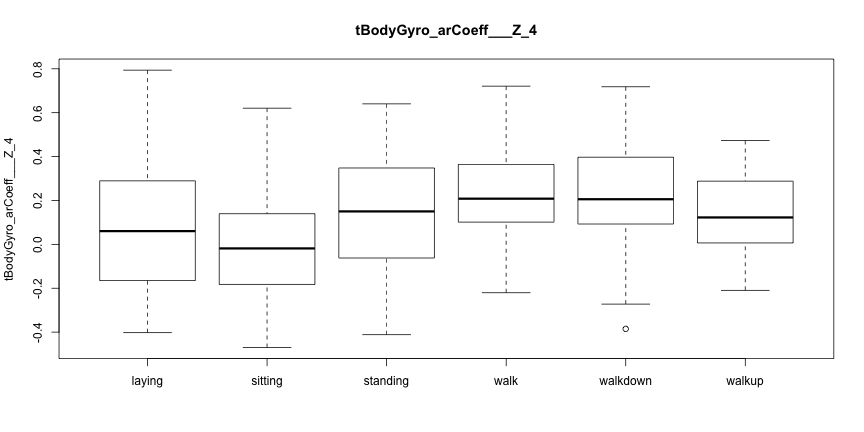 tBodyGyro_arCoeff___Z_4
tBodyGyro_arCoeff___Z_4
0.8
0.6
0.4
0.2
0.0
-0.2
-0.4
laying sitting standing walk walkdown walkup